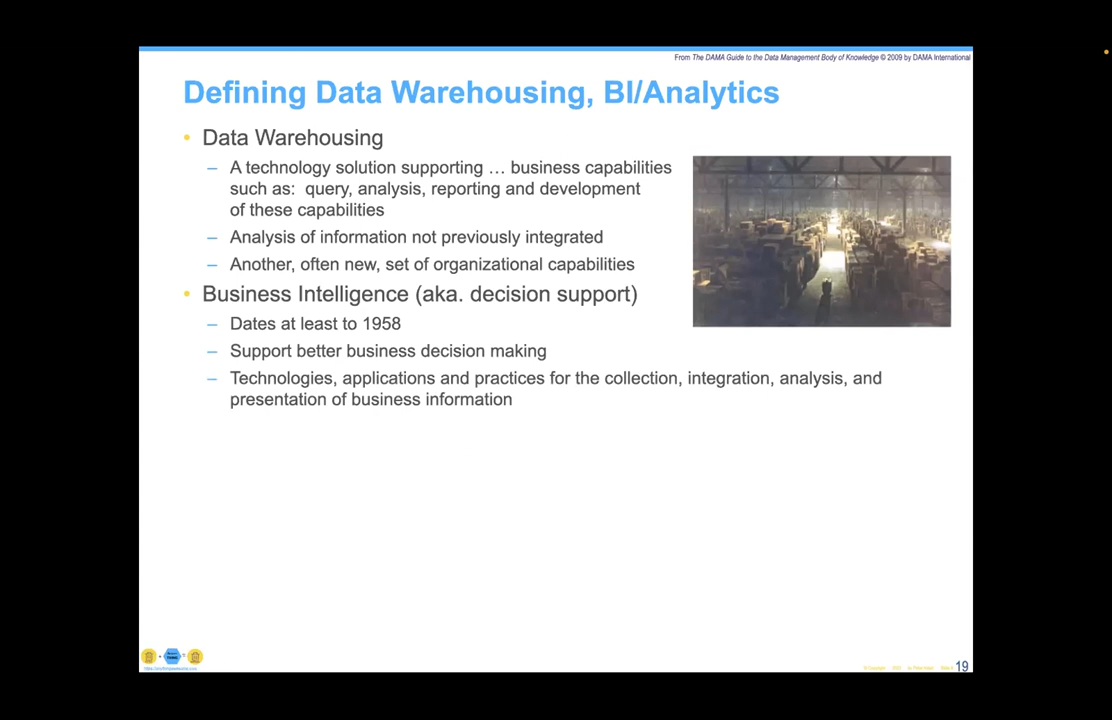 From The DAMA Guide to the Data Management Body of Knowledge © 2009 by DAMA International
Defining Data Warehousing, BI/Analytics
• Data Warehousing
– A technology solution supporting … business capabilities
such as: query, analysis, reporting and development
of these capabilities
– Analysis of information not previously integrated
– Another, often new, set of organizational capabilities
• Business Intelligence (aka. decision support)
– Dates at least to 1958
– Support better business decision making
– Technologies, applications and practices for the collection, integration, analysis, and
presentation of business information
19